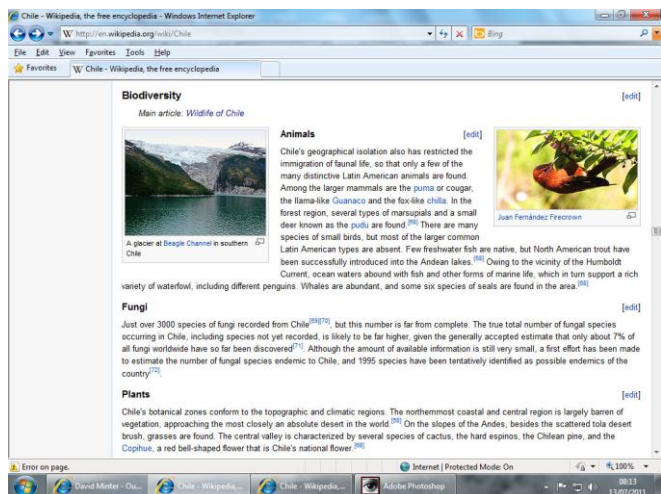 Chile - Wikipedia, the free encyclopedia - Windows Internet Explorer
http://en.wikipedia.org/wiki/Chile
Bing
File Edit View Favorites Tools Help
Favorites
Chile - Wikipedia, the free encyclopedia
Biodiversity [edit]
Main article: Wildlife of Chile
A glacier at Beagle Channel in southern
Chile
Animals [edit]
Chile's geographical isolation also has restricted the
immigration of faunal life, so that only a few of the
many distinctive Latin American animals are found.
Among the larger mammals are the puma or cougar,
the llama-like Guanaco and the fox-like chilla. In the
forest region, several types of marsupials and a small
deer known as the pudu are found.[68] There are many
species of small birds, but most of the larger common
Latin American types are absent. Few freshwater fish are native, but North American trout have
been successfully introduced into the Andean lakes.[68] Owing to the vicinity of the Humboldt
Current, ocean waters abound with fish and other forms of marine life, which in turn support a rich
variety of waterfowl, including different penguins. Whales are abundant, and some six species of seals are found in the area.[68]
Juan Fernández Firecrown
Fungi [edit]
Just over 3000 species of fungi recorded from Chile[69][70], but this number is far from complete. The true total number of fungal species
occurring in Chile, including species not yet recorded, is likely to be far higher, given the generally accepted estimate that only about 7% of
all fungi worldwide have so far been discovered[71]. Although the amount of available information is still very small, a first effort has been made
to estimate the number of fungal species endemic to Chile, and 1995 species have been tentatively identified as possible endemics of the
country[72].
Plants [edit]
Chile's botanical zones conform to the topographic and climatic regions. The northernmost coastal and central region is largely barren of
vegetation, approaching the most closely an absolute desert in the world.[68] On the slopes of the Andes, besides the scattered tola desert
brush, grasses are found. The central valley is characterized by several species of cactus, the hard espinos, the Chilean pine, and the
Copihue, a red bell-shaped flower that is Chile's national flower.[68]
Error on page. Internet | Protected Mode: On 100%
David Minter - Ou... Chile - Wikipedia,... Chile - Wikipedia,... Adobe Photoshop 08:13
13/07/2011